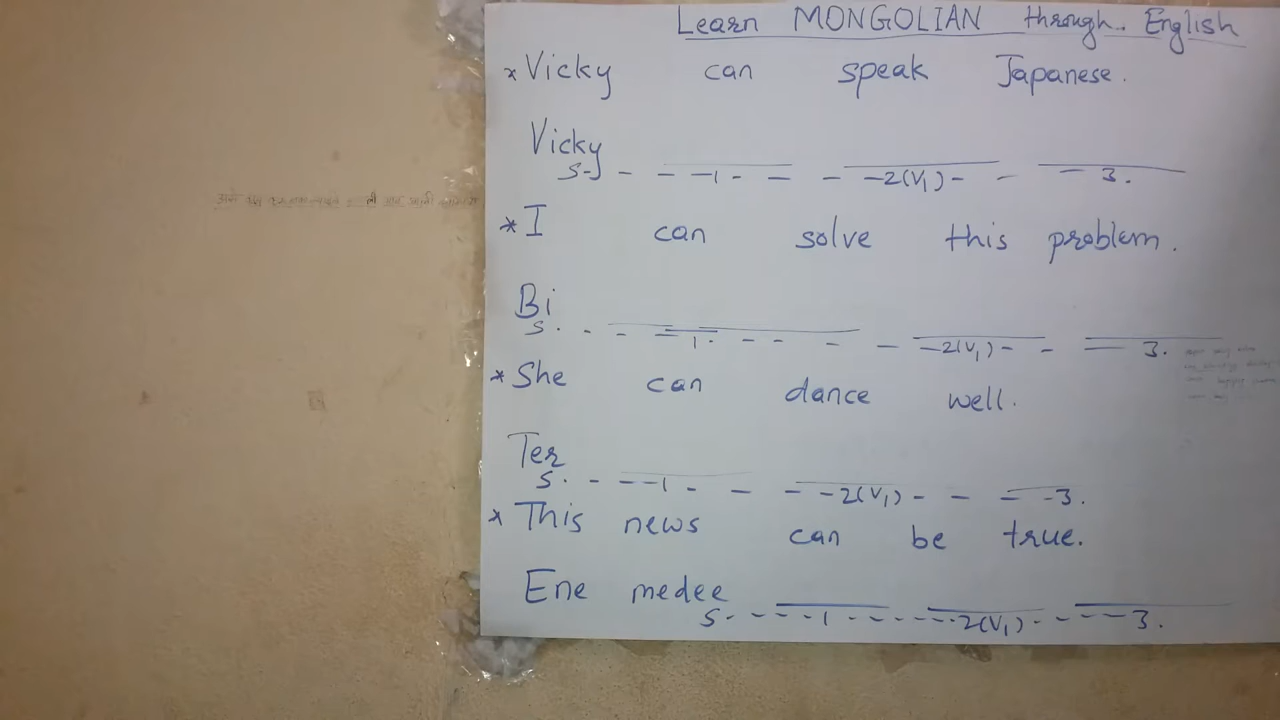 Learn MONGOLIAN through English
* Vicky can speak Japanese.
Vicky
S - - - 1 - - - - 2(V₁) - - - 3.
* I can solve this problem.
Bi
S. - - - 1. - - - - - 2(V₁) - - - 3.
* She can dance well.
Ter
S. - - - 1 - - - - 2(V₁) - - - - 3.
* This news can be true.
Ene medee
S. - - - - - 1 - - - - - - - - 2(V₁) - - - - - 3.